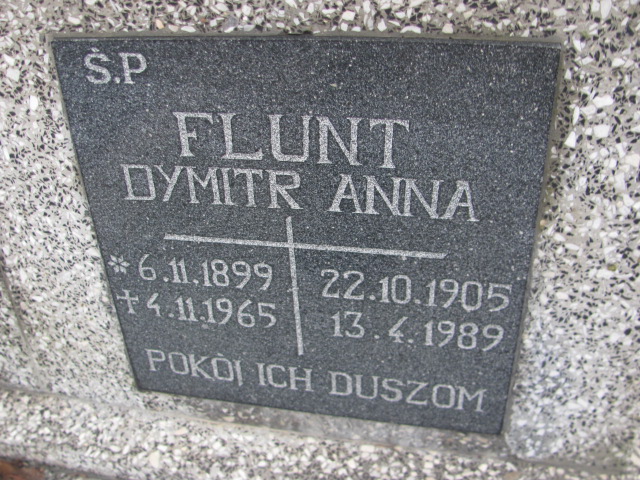 Ś.P
FLUNT
DYMITR ANNA
* 6.11.1899 22.10.1905
✝ 4.11.1965 13.4.1989
POKÓJ ICH DUSZOM